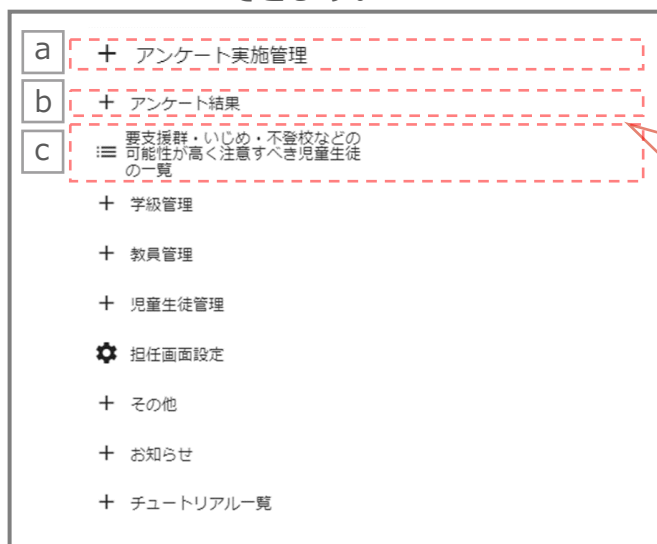 a
＋ アンケート実施管理
b
＋ アンケート結果
c
要支援群・いじめ・不登校などの
可能性が高く注意すべき児童生徒
の一覧
＋ 学級管理
＋ 教員管理
＋ 児童生徒管理
担任画面設定
＋ その他
＋ お知らせ
＋ チュートリアル一覧